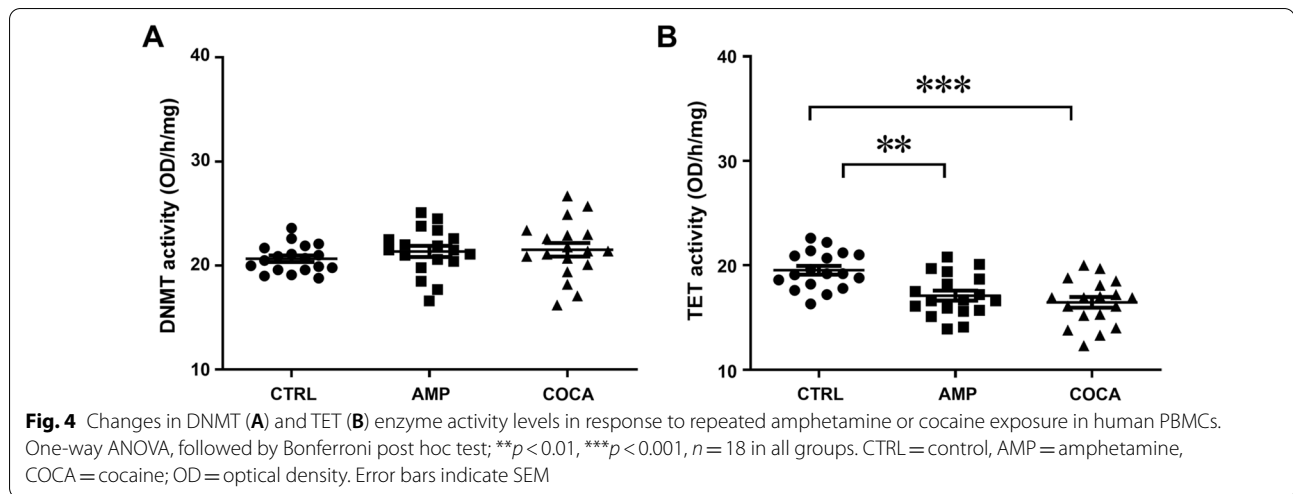 A
B
DNMT activity (OD/h/mg)
40
30
20
10
CTRL
AMP
COCA
TET activity (OD/h/mg)
40
30
20
10
***
**
CTRL
AMP
COCA
Fig. 4 Changes in DNMT (A) and TET (B) enzyme activity levels in response to repeated amphetamine or cocaine exposure in human PBMCs.
One-way ANOVA, followed by Bonferroni post hoc test; **p < 0.01, ***p < 0.001, n = 18 in all groups. CTRL = control, AMP = amphetamine,
COCA = cocaine; OD = optical density. Error bars indicate SEM